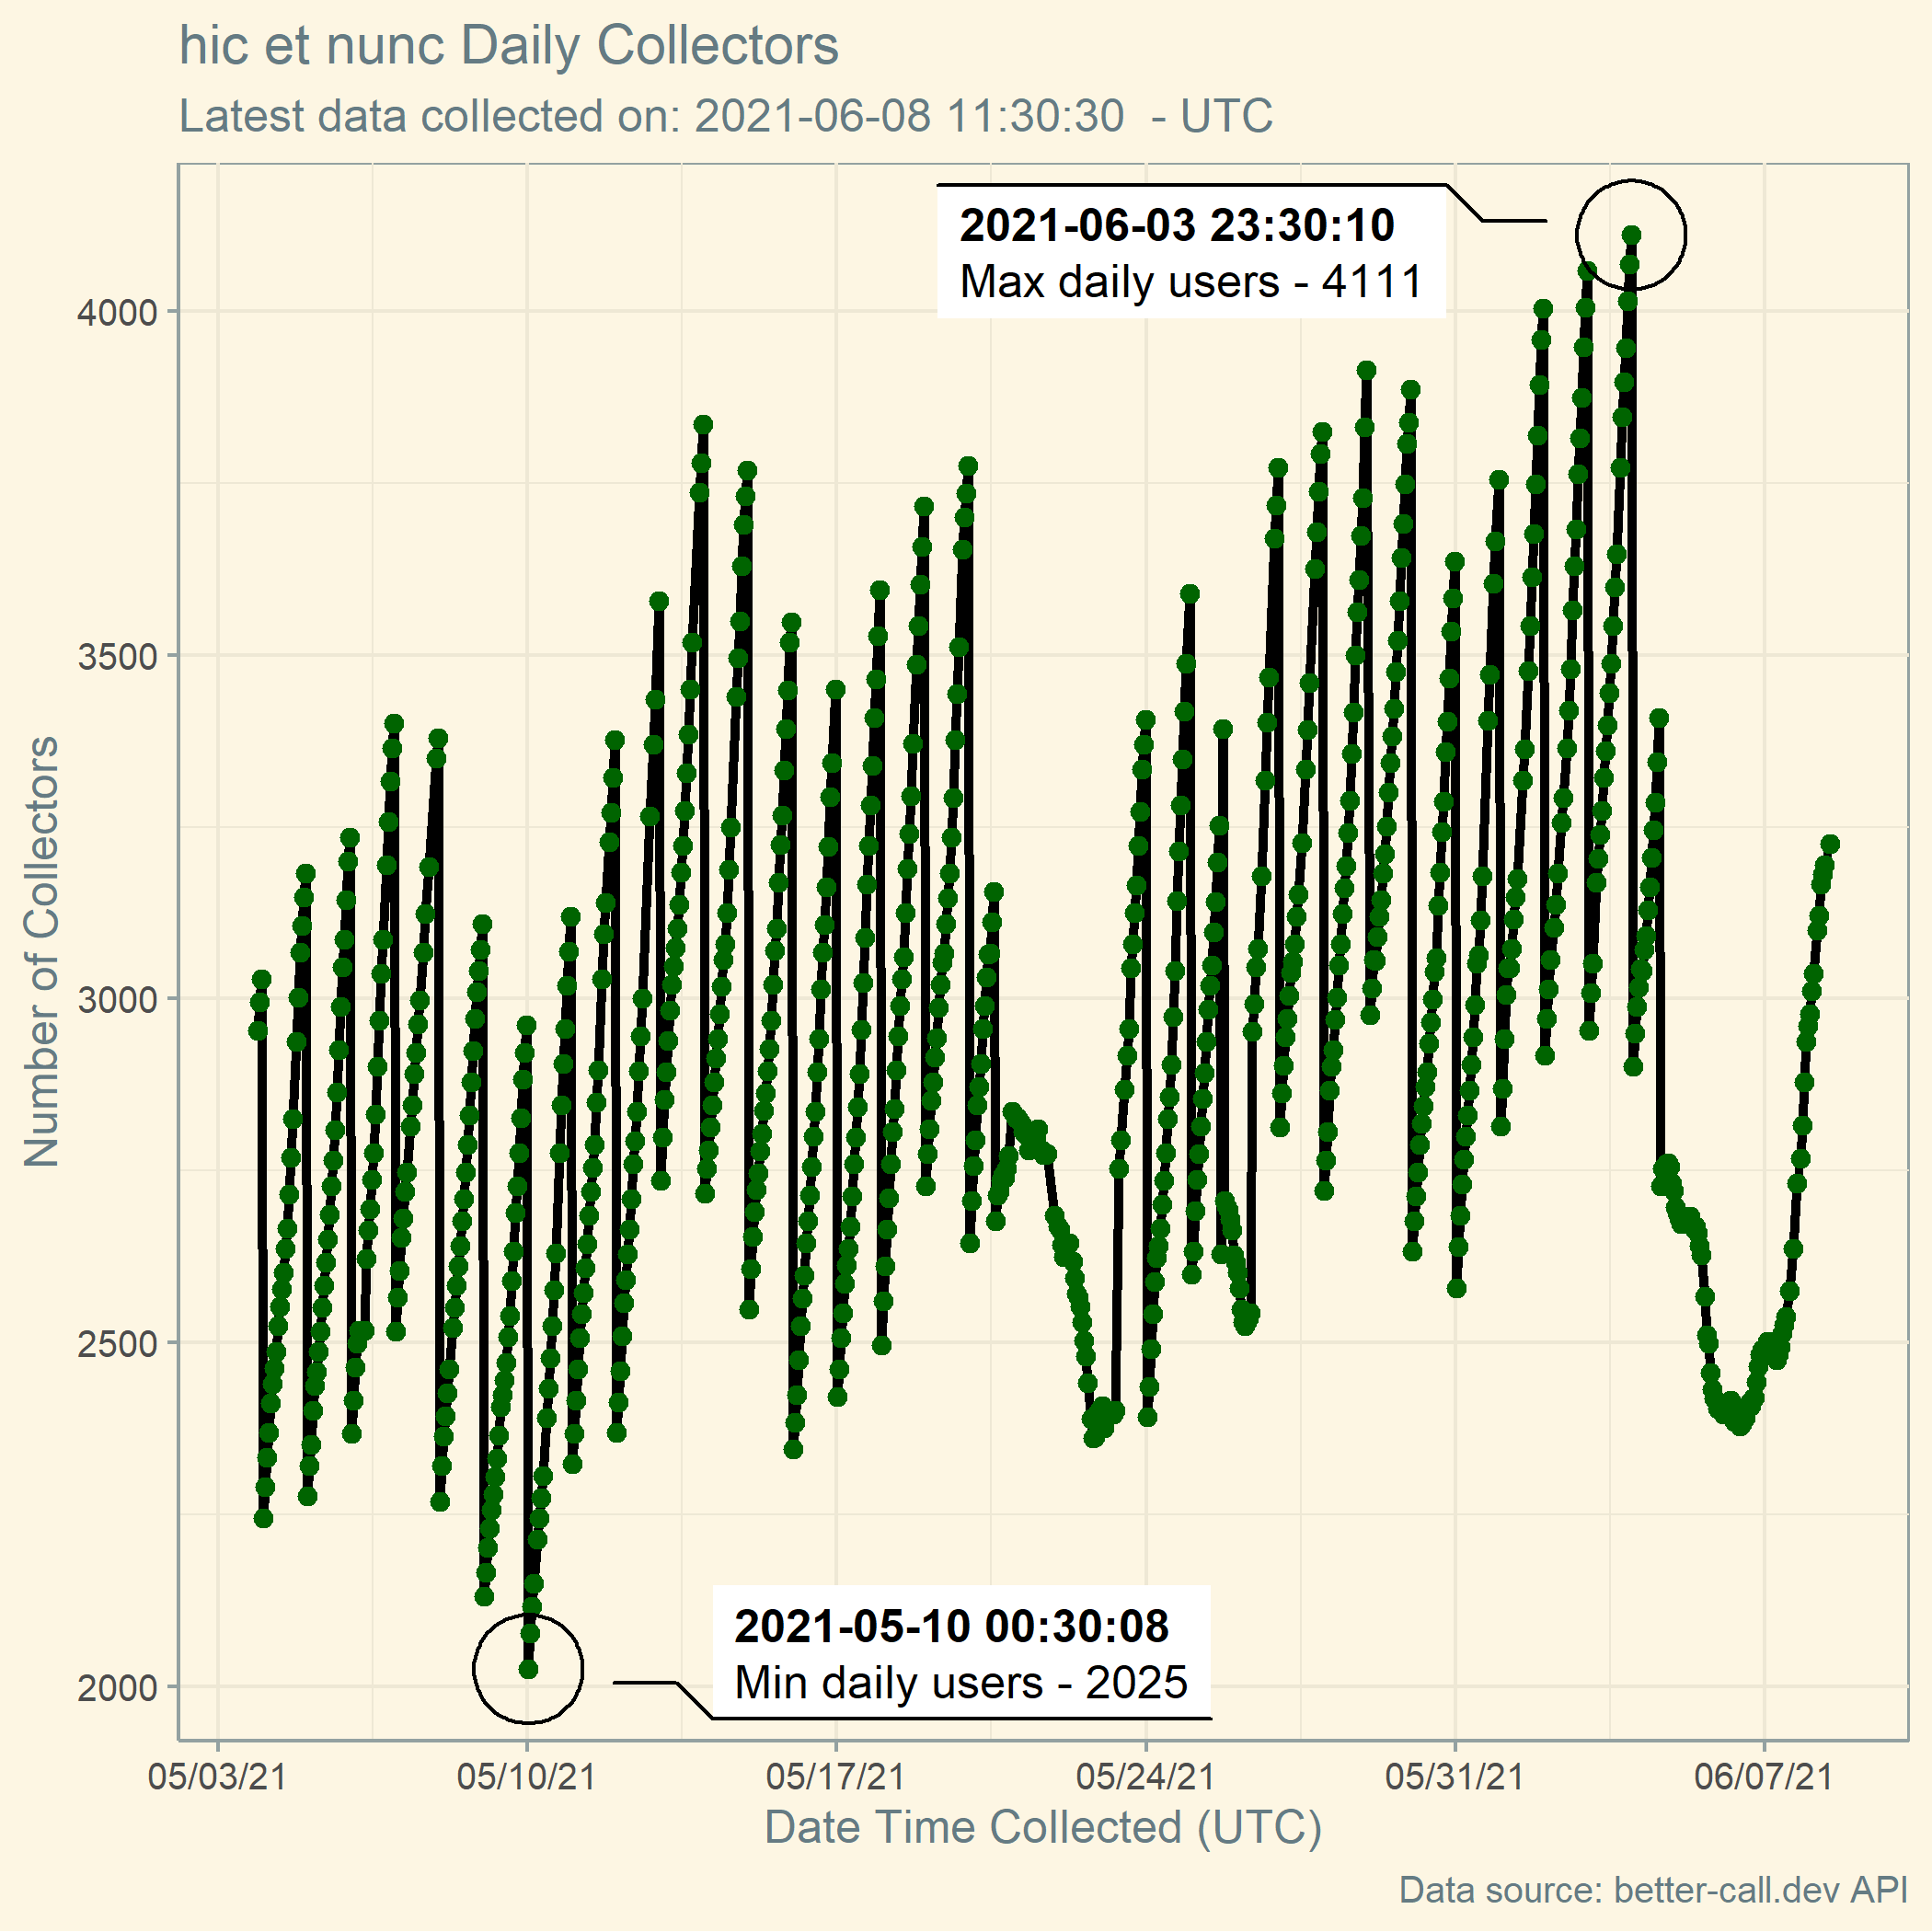 hic et nunc Daily Collectors
Latest data collected on: 2021-06-08 11:30:30  - UTC
2021-06-03 23:30:10
Max daily users - 4111
4000
3500
3000
2500
2000
Number of Collectors
2021-05-10 00:30:08
Min daily users - 2025
05/03/21 05/10/21 05/17/21 05/24/21 05/31/21 06/07/21
Date Time Collected (UTC)
Data source: better-call.dev API